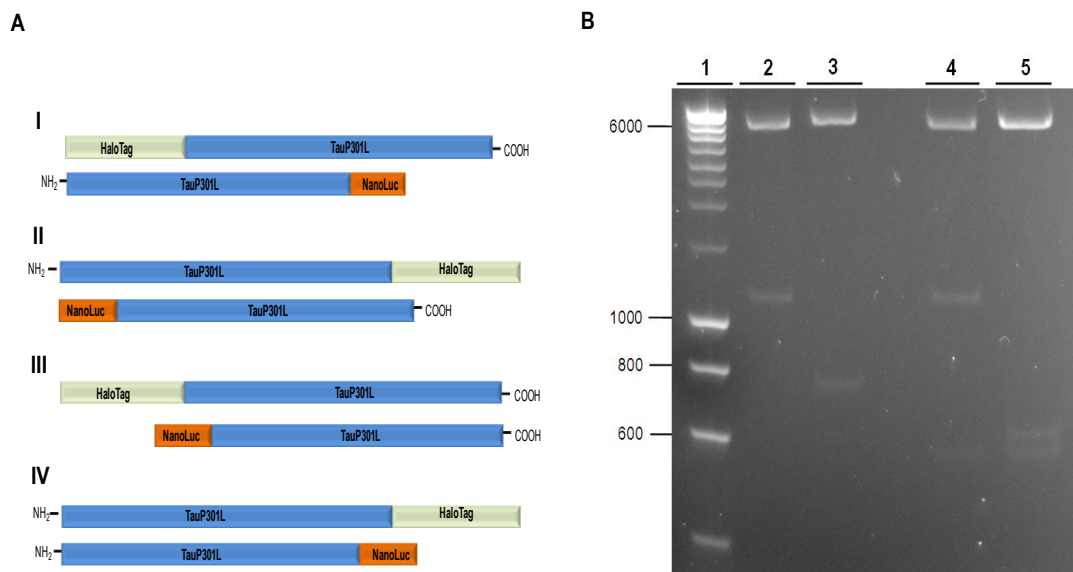 A
I
HaloTag TauP301L COOH
NH2 TauP301L NanoLuc
II
NH2 TauP301L HaloTag
NanoLuc TauP301L COOH
III
HaloTag TauP301L COOH
NanoLuc TauP301L COOH
IV
NH2 TauP301L HaloTag
NH2 TauP301L NanoLuc
B
1 2 3 4 5
6000
1000
800
600